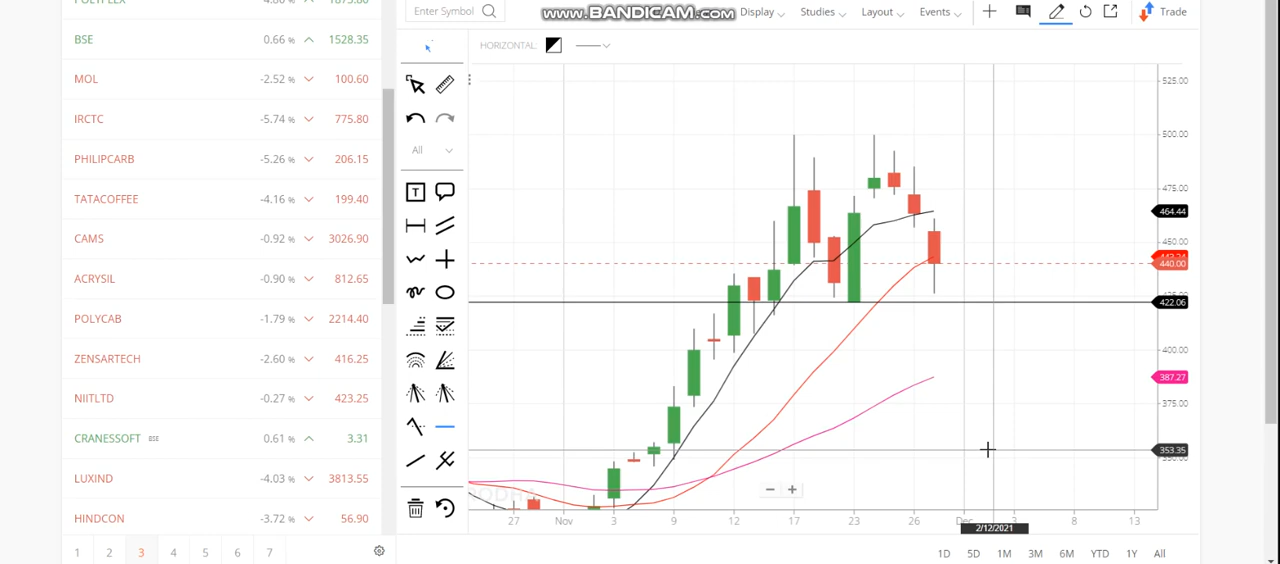 POLYPLEX 1875.80
BSE 0.66 % 1528.35
MOL -2.52 % 100.60
IRCTC -5.74 % 775.80
PHILIPCARB -5.26 % 206.15
TATACOFFEE -4.16 % 199.40
CAMS -0.92 % 3026.90
ACRYSIL -0.90 % 812.65
POLYCAB -1.79 % 2214.40
ZENSARTECH -2.60 % 416.25
NIITLTD -0.27 % 423.25
CRANESSOFT BSE 0.61 % 3.31
LUXIND -4.03 % 3813.55
HINDCON -3.72 % 56.90
1 2 3 4 5 6 7
Enter Symbol
www.BANDICAM.com
Display Studies Layout Events Trade
HORIZONTAL:
All
T
525.00
500.00
475.00
464.44
450.00
440.00
422.06
400.00
387.27
375.00
353.35
27 Nov 3 9 12 17 23 26 Dec 3 8 13
2/12/2021
1D 5D 1M 3M 6M YTD 1Y All